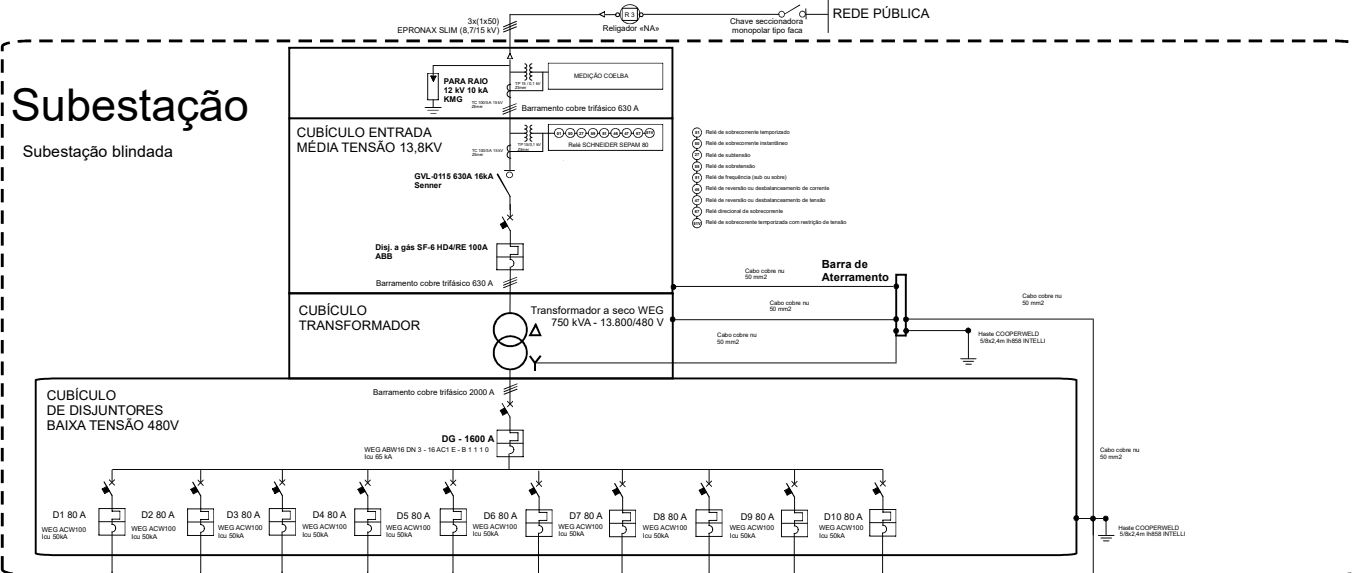 REDE PÚBLICA
3x(1x50)
EPRONAX SLIM (8,7/15 kV)
R 3
Religador «NA»
Chave seccionadora
monopolar tipo faca
Subestação
Subestação blindada
PARA RAIO
12 kV 10 kA
KMG
MEDIÇÃO COELBA
Barramento cobre trifásico 630 A
CUBÍCULO ENTRADA
MÉDIA TENSÃO 13,8KV
Relé SCHNEIDER SEPAM 80
GVL-0115 630A 16kA
Senner
Disj. a gás SF-6 HD4/RE 100A
ABB
Barramento cobre trifásico 630 A
Relé de sobrecorrente temporizado
Relé de sobrecorrente instantâneo
Relé de subtensão
Relé de sobretensão
Relé de frequência (sub ou sobre)
Relé de reversão ou desbalanceamento de corrente
Relé de reversão ou desbalanceamento de tensão
Relé direcional de sobrecorrente
Relé de sobrecorrente temporizada com restrição de tensão
CUBÍCULO
TRANSFORMADOR
Transformador a seco WEG
750 kVA - 13.800/480 V
Cabo cobre nu
50 mm2
Cabo cobre nu
50 mm2
Cabo cobre nu
50 mm2
Barra de
Aterramento
Cabo cobre nu
50 mm2
Haste COOPERWELD
5/8x2,4m lh858 INTELLI
CUBÍCULO
DE DISJUNTORES
BAIXA TENSÃO 480V
Barramento cobre trifásico 2000 A
DG - 1600 A
WEG ABW16 DN 3 - 16 AC1 E - B 1 1 1 0
Icu 65 kA
D1 80 A
WEG ACW100
Icu 50kA
D2 80 A
WEG ACW100
Icu 50kA
D3 80 A
WEG ACW100
Icu 50kA
D4 80 A
WEG ACW100
Icu 50kA
D5 80 A
WEG ACW100
Icu 50kA
D6 80 A
WEG ACW100
Icu 50kA
D7 80 A
WEG ACW100
Icu 50kA
D8 80 A
WEG ACW100
Icu 50kA
D9 80 A
WEG ACW100
Icu 50kA
D10 80 A
WEG ACW100
Icu 50kA
Cabo cobre nu
50 mm2
Haste COOPERWELD
5/8x2,4m lh858 INTELLI